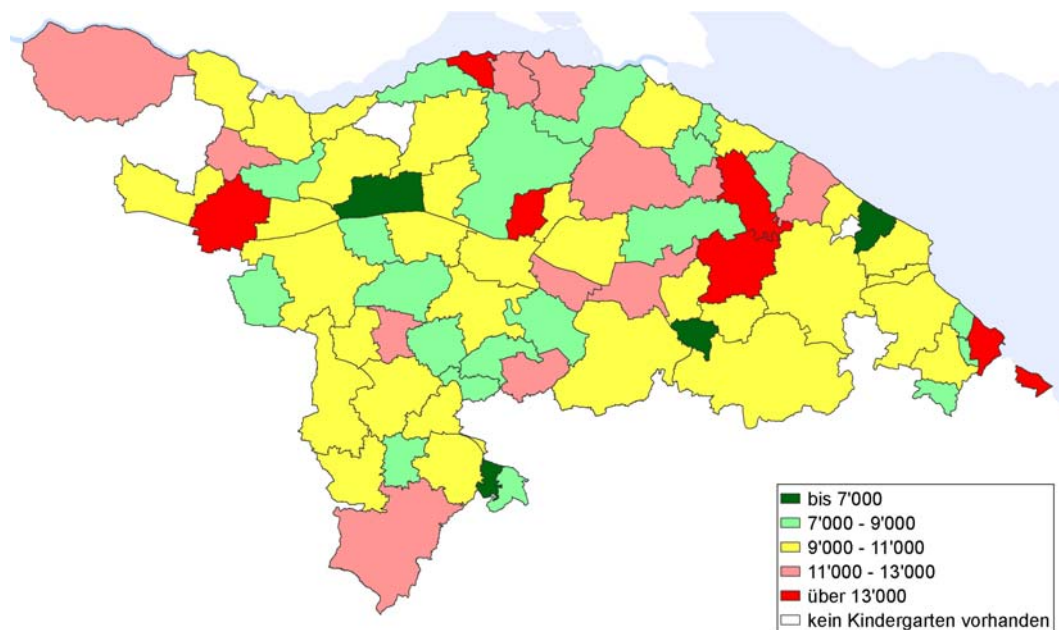 bis 7'000
7'000 - 9'000
9'000 - 11'000
11'000 - 13'000
über 13'000
kein Kindergarten vorhanden